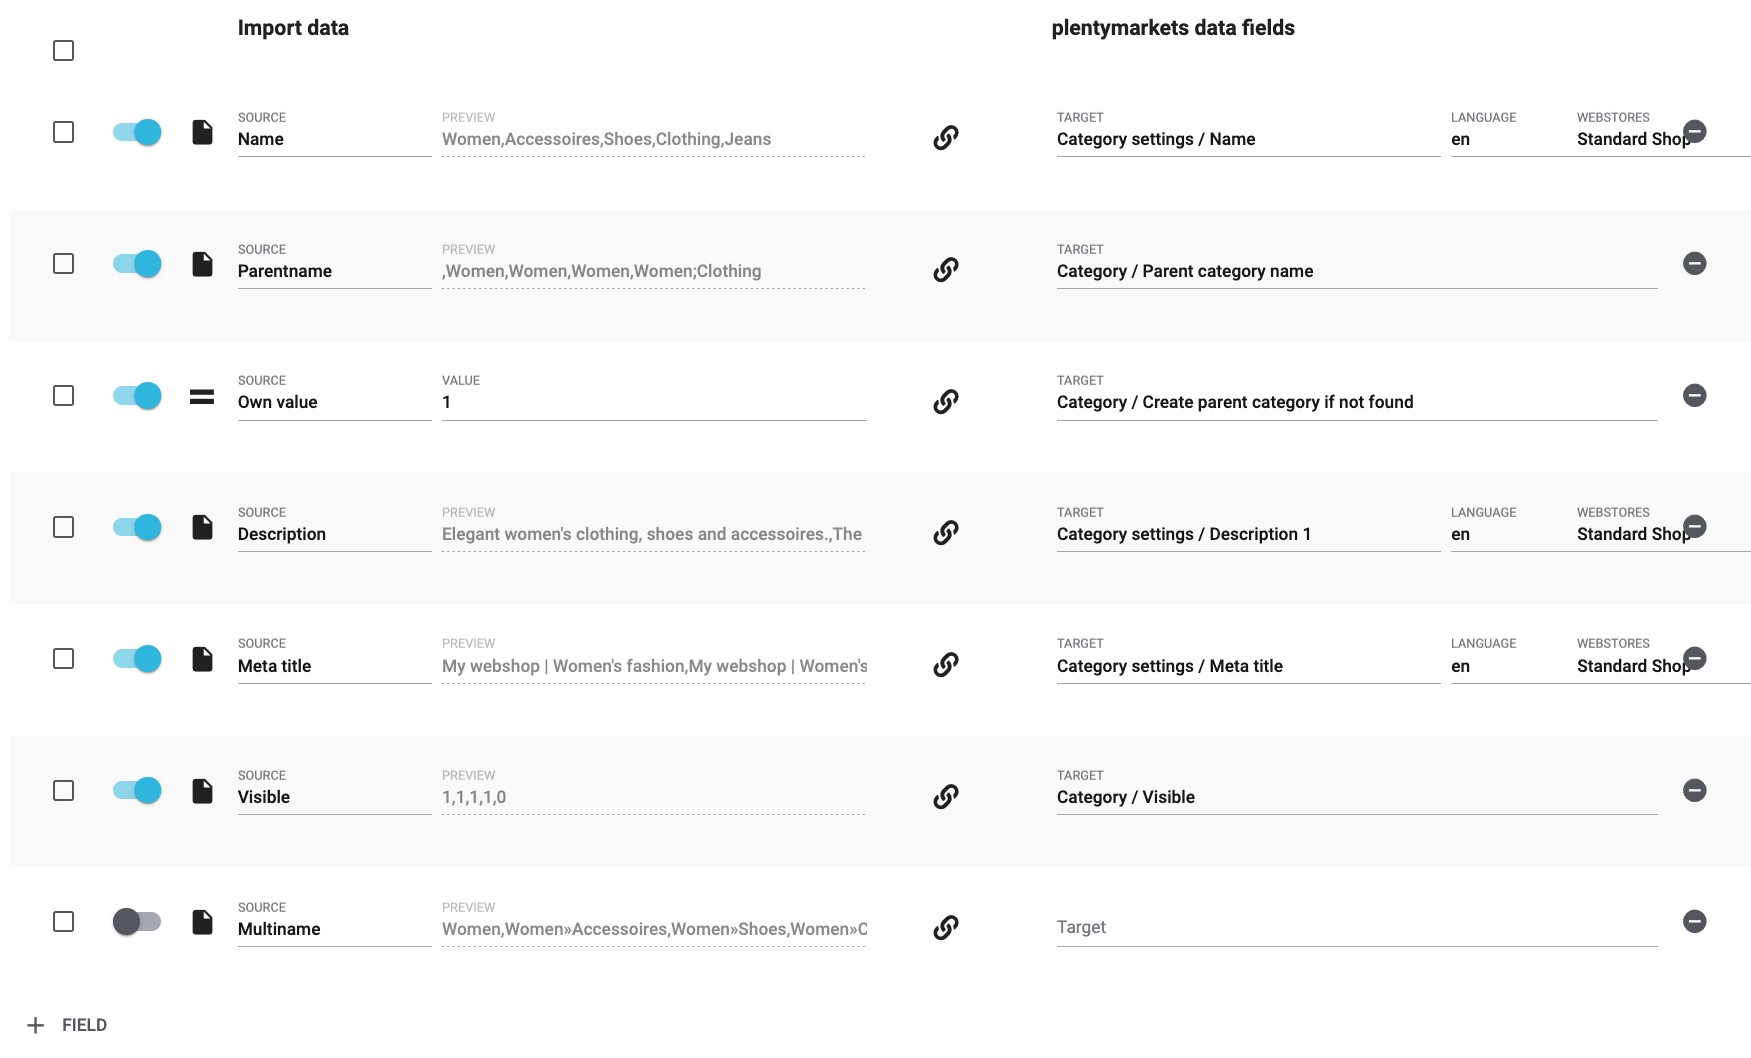 Import data
plentymarkets data fields
SOURCE PREVIEW TARGET LANGUAGE WEBSTORES
Name Women,Accessoires,Shoes,Clothing,Jeans Category settings / Name en Standard Shop
SOURCE PREVIEW TARGET
Parentname ,Women,Women,Women,Women;Clothing Category / Parent category name
SOURCE VALUE TARGET
Own value 1 Category / Create parent category if not found
SOURCE PREVIEW TARGET LANGUAGE WEBSTORES
Description Elegant women's clothing, shoes and accessoires.,The Category settings / Description 1 en Standard Shop
SOURCE PREVIEW TARGET LANGUAGE WEBSTORES
Meta title My webshop | Women's fashion,My webshop | Women's Category settings / Meta title en Standard Shop
SOURCE PREVIEW TARGET
Visible 1,1,1,1,0 Category / Visible
SOURCE PREVIEW
Multiname Women,Women»Accessoires,Women»Shoes,Women»C Target
+ FIELD